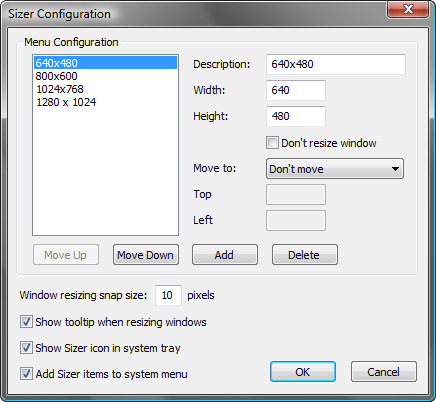 Sizer Configuration
Menu Configuration
640x480
800x600
1024x768
1280 x 1024
Description: 640x480
Width: 640
Height: 480
Don't resize window
Move to: Don't move
Top
Left
Move Up Move Down Add Delete
Window resizing snap size: 10 pixels
Show tooltip when resizing windows
Show Sizer icon in system tray
Add Sizer items to system menu
OK Cancel